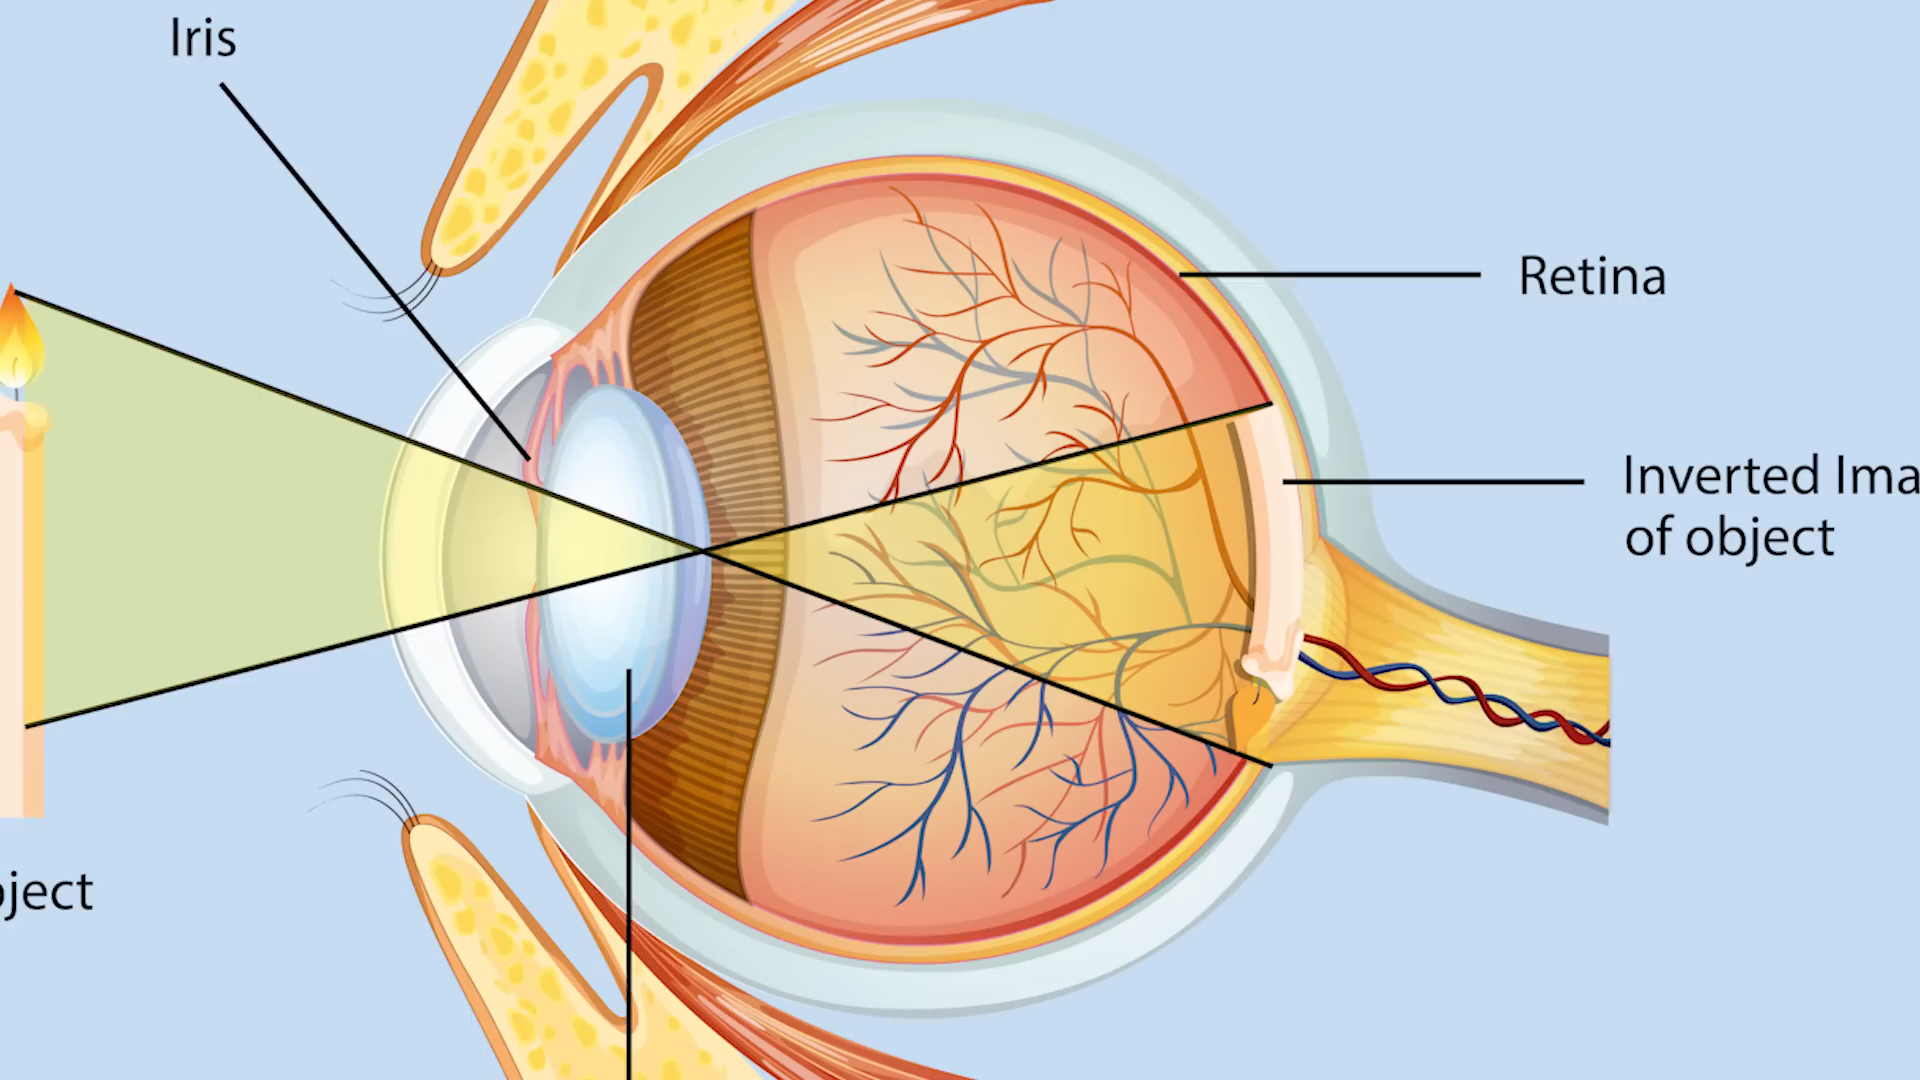 Iris
Retina
Inverted Ima
of object
ject